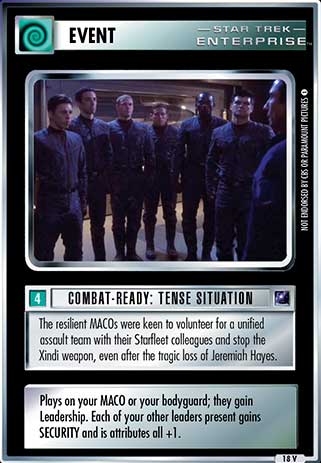 EVENT
STAR TREK
ENTERPRISE™
NOT ENDORSED BY CBS OR PARAMOUNT PICTURES
4
COMBAT-READY: TENSE SITUATION
The resilient MACOs were keen to volunteer for a unified
assault team with their Starfleet colleagues and stop the
Xindi weapon, even after the tragic loss of Jeremiah Hayes.
Plays on your MACO or your bodyguard; they gain
Leadership. Each of your other leaders present gains
SECURITY and is attributes all +1.
18 V